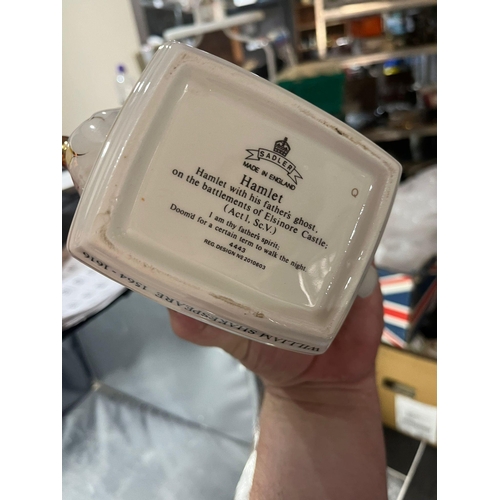 SADLER
MADE IN ENGLAND
Hamlet
Hamlet with his father's ghost,
on the battlements of Elsinore Castle.
(Act I, Sc.V.)
I am thy father's spirit;
Doom'd for a certain term to walk the night.
4443
REG. DESIGN No 2010603
WILLIAM SHAKESPEARE 1564 - 1616